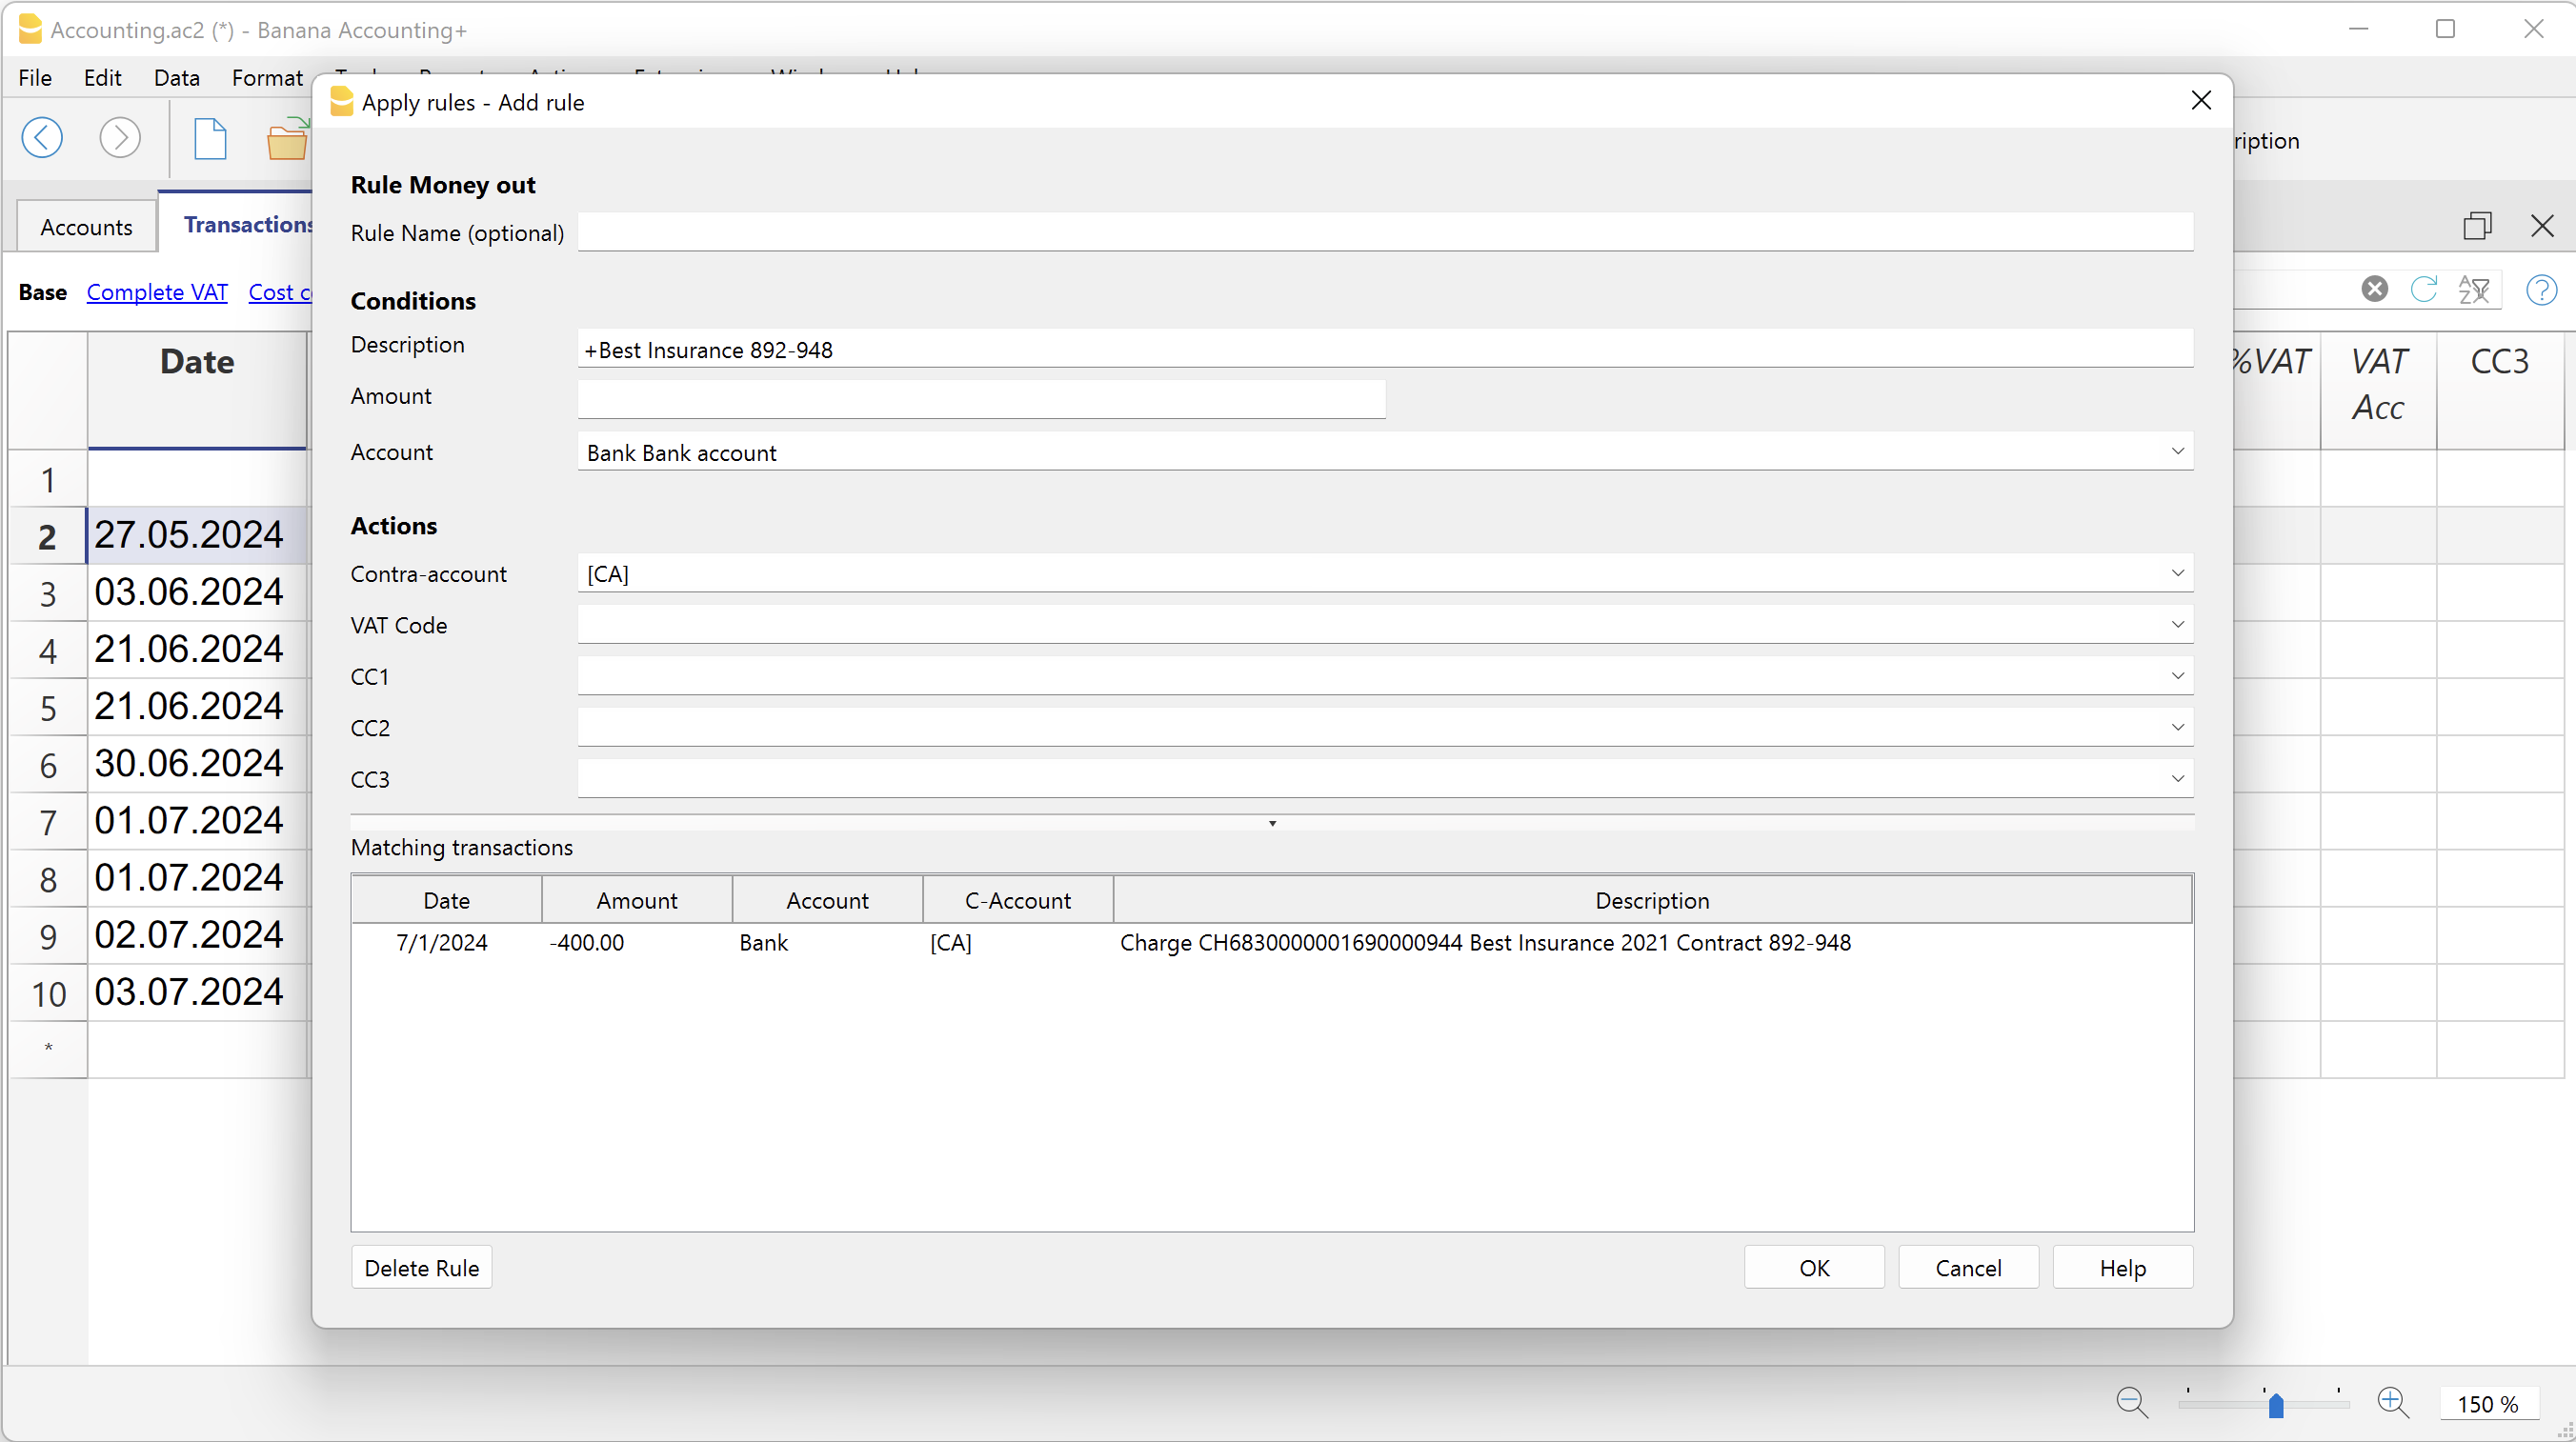 Accounting.ac2 (*) - Banana Accounting+
File Edit Data Format
Apply rules - Add rule
ription
Accounts Transactions
Base Complete VAT Cost c
Date %VAT VAT Acc CC3
1
2 27.05.2024
3 03.06.2024
4 21.06.2024
5 21.06.2024
6 30.06.2024
7 01.07.2024
8 01.07.2024
9 02.07.2024
10 03.07.2024
*
Rule Money out
Rule Name (optional)
Conditions
Description +Best Insurance 892-948
Amount
Account Bank Bank account
Actions
Contra-account [CA]
VAT Code
CC1
CC2
CC3
Matching transactions
Date Amount Account C-Account Description
7/1/2024 -400.00 Bank [CA] Charge CH6830000001690000944 Best Insurance 2021 Contract 892-948
Delete Rule OK Cancel Help
150 %